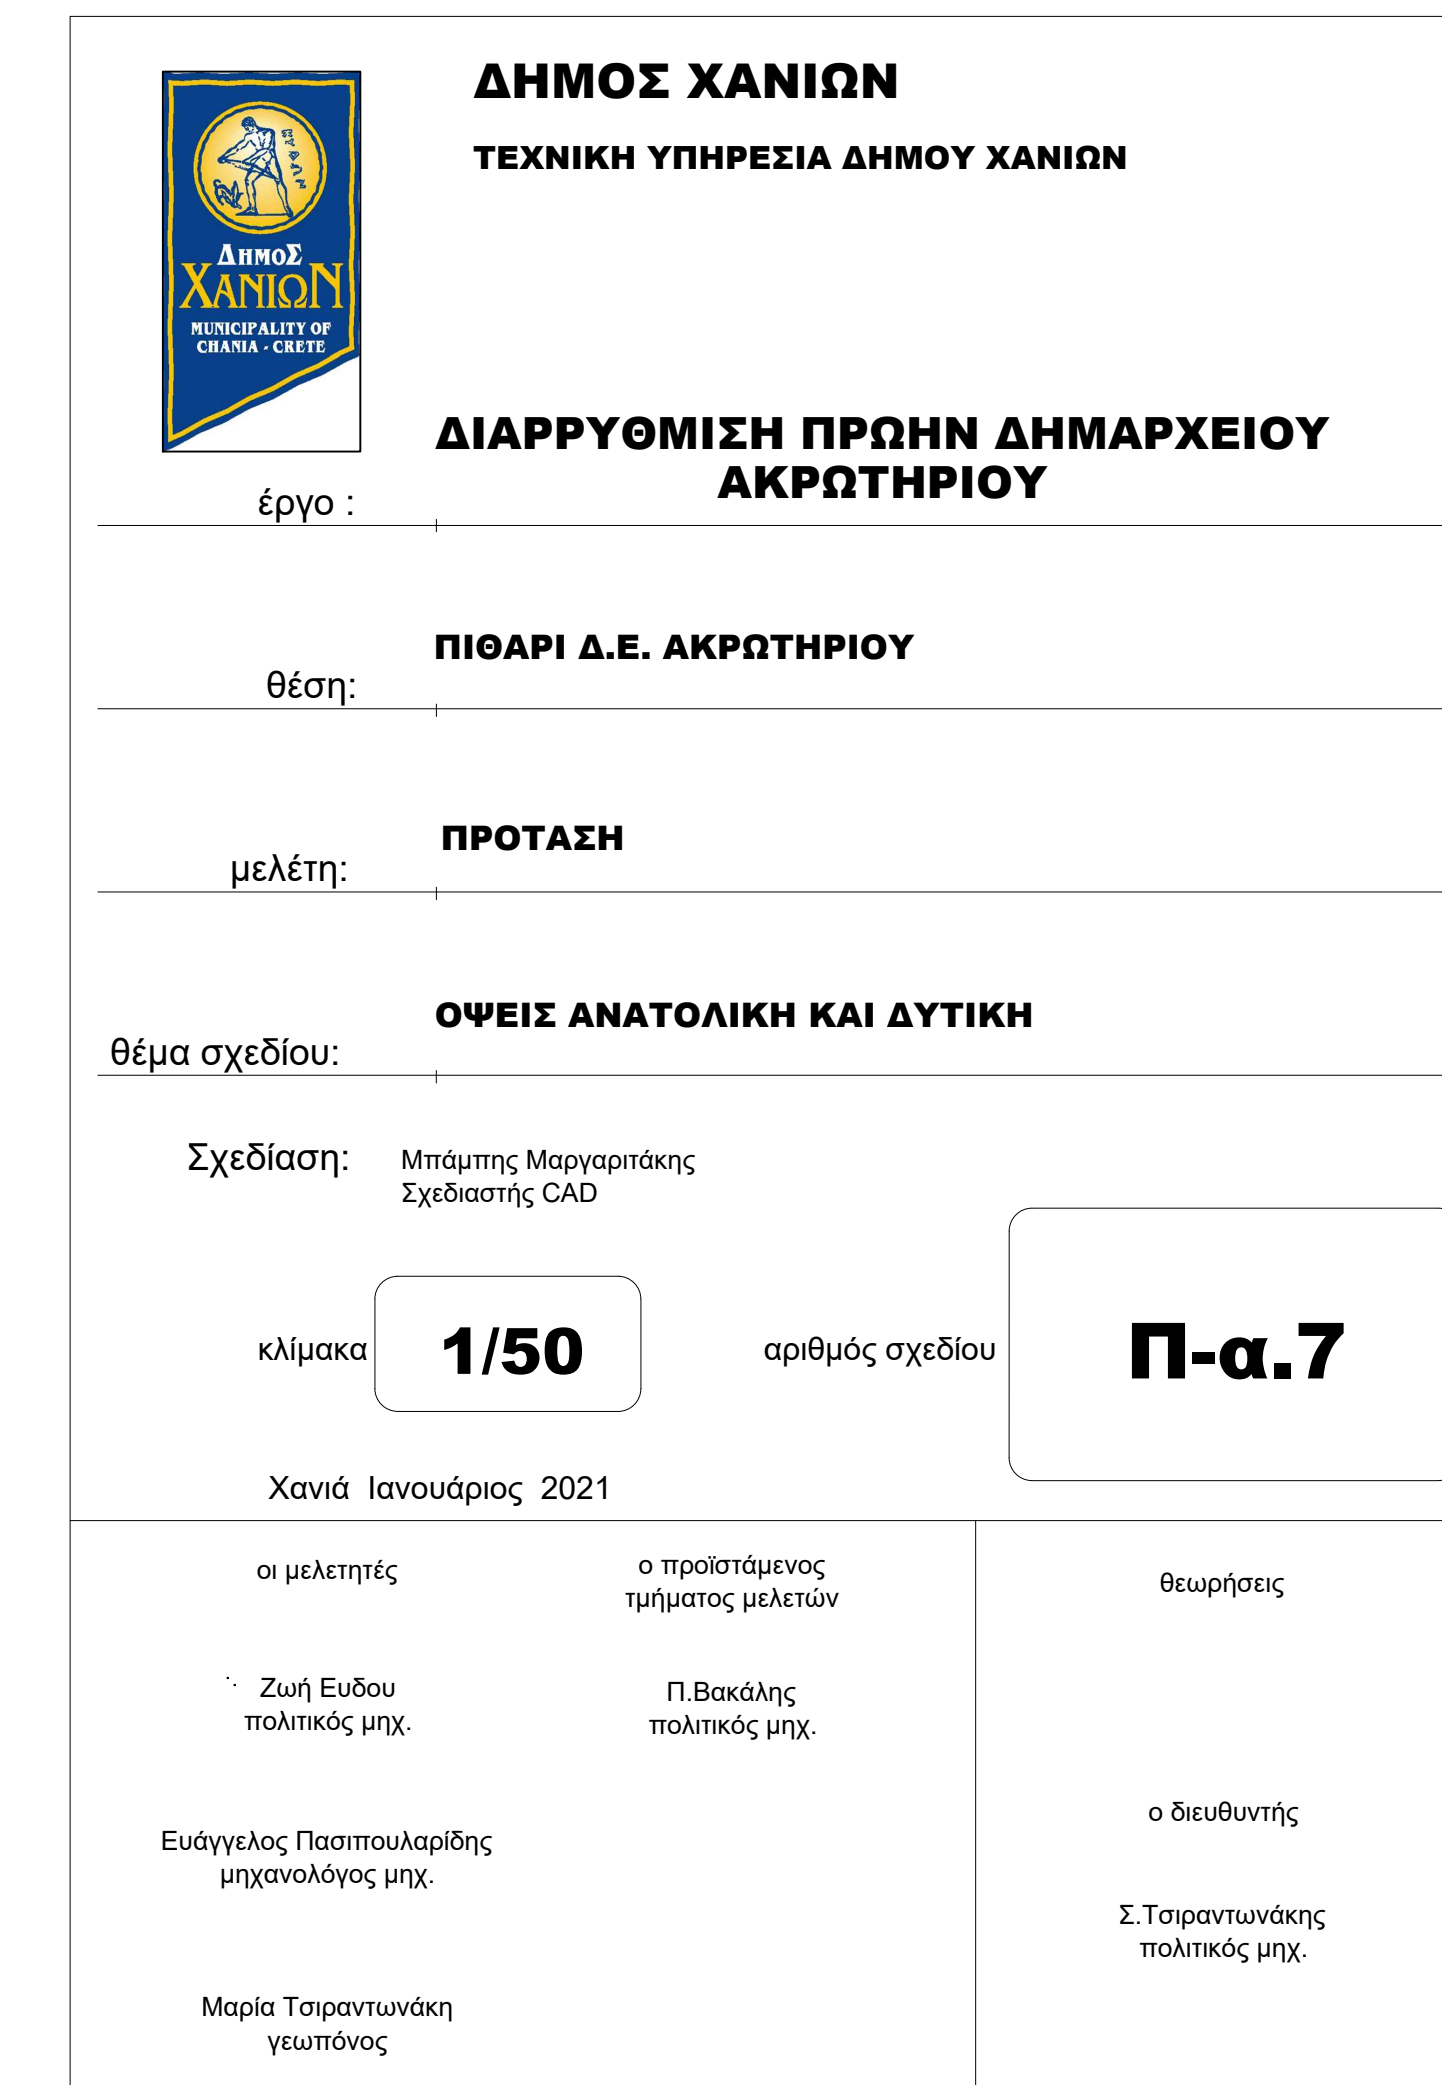 ΔΗΜΟΣ ΧΑΝΙΩΝ
ΤΕΧΝΙΚΗ ΥΠΗΡΕΣΙΑ ΔΗΜΟΥ ΧΑΝΙΩΝ
ΚΥΔΩΝ
ΔΗΜΟΣ
ΧΑΝΙΩΝ
MUNICIPALITY OF
CHANIA - CRETE
ΔΙΑΡΡΥΘΜΙΣΗ ΠΡΩΗΝ ΔΗΜΑΡΧΕΙΟΥ
ΑΚΡΩΤΗΡΙΟΥ
έργο :
ΠΙΘΑΡΙ Δ.Ε. ΑΚΡΩΤΗΡΙΟΥ
θέση:
ΠΡΟΤΑΣΗ
μελέτη:
ΟΨΕΙΣ ΑΝΑΤΟΛΙΚΗ ΚΑΙ ΔΥΤΙΚΗ
θέμα σχεδίου:
Σχεδίαση: Μπάμπης Μαργαριτάκης
Σχεδιαστής CAD
κλίμακα 1/50 αριθμός σχεδίου Π-α.7
Χανιά Ιανουάριος 2021
οι μελετητές
ο προϊστάμενος
τμήματος μελετών
θεωρήσεις
Ζωή Ευδου
πολιτικός μηχ.
Π.Βακάλης
πολιτικός μηχ.
Ευάγγελος Πασιπουλαρίδης
μηχανολόγος μηχ.
ο διευθυντής
Σ.Τσιραντωνάκης
πολιτικός μηχ.
Μαρία Τσιραντωνάκη
γεωπόνος